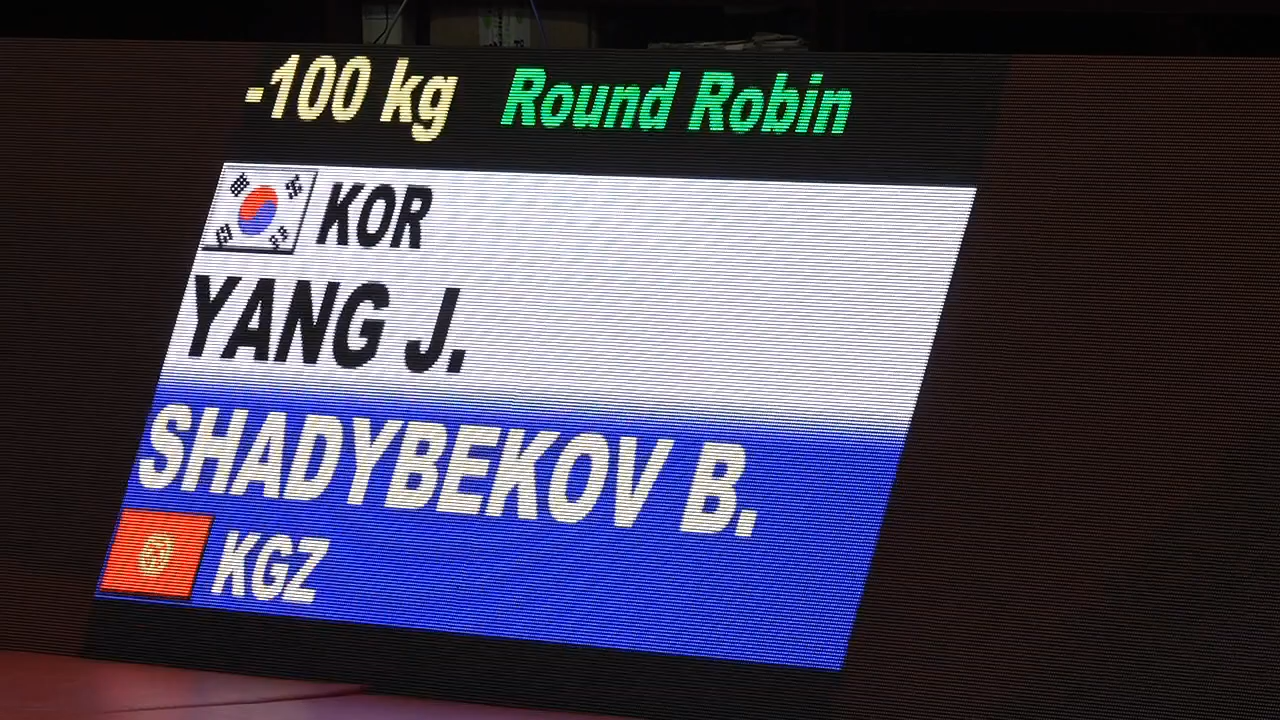 -100 kg Round Robin
KOR
YANG J.
SHADYBEKOV B.
KGZ